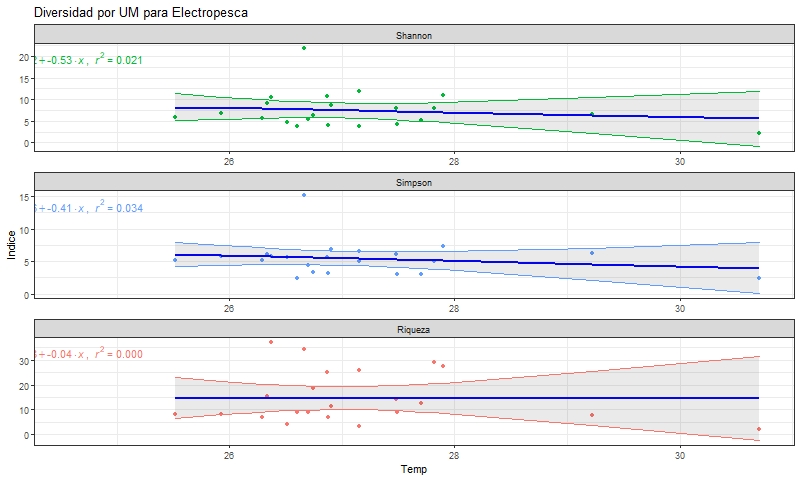 Diversidad por UM para Electropesca
Shannon
+ -0.53 · x , r² = 0.021
20
15
10
5
0
26 28 30
Simpson
+ -0.41 · x , r² = 0.034
15
10
5
0
26 28 30
Indice
Riqueza
+ -0.04 · x , r² = 0.000
30
20
10
0
26 28 30
Temp